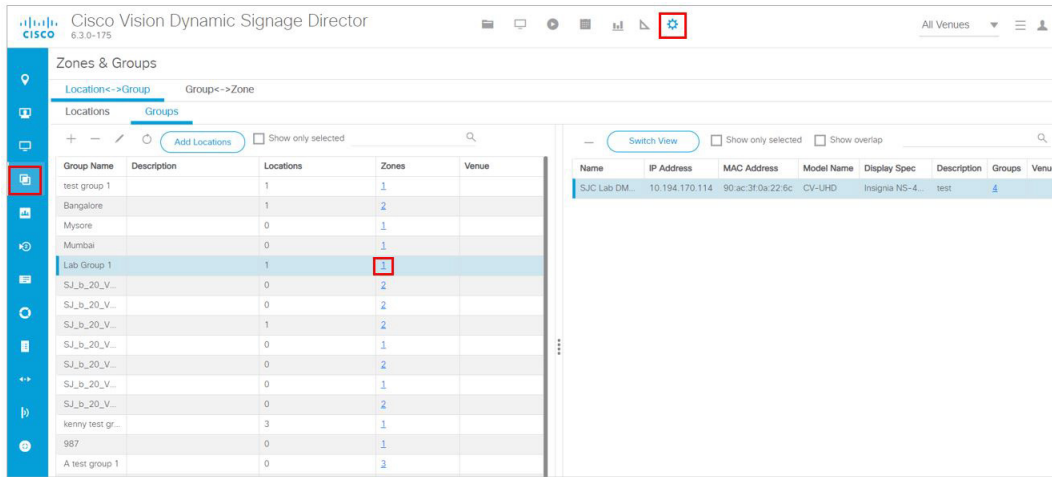 CISCO
Cisco Vision Dynamic Signage Director
6.3.0-175
All Venues
Zones & Groups
Location<->Group Group<->Zone
Locations Groups
Add Locations Show only selected
Switch View Show only selected Show overlap
Group Name Description Locations Zones Venue
Name IP Address MAC Address Model Name Display Spec Description Groups Venu
SJC Lab DM... 10.194.170.114 90:ac:3f:0a:22:6c CV-UHD Insignia NS-4... test 4
test group 1 1 1
Bangalore 1 2
Mysore 0 1
Mumbai 0 1
Lab Group 1 1 1
SJ_b_20_V... 0 2
SJ_b_20_V... 0 2
SJ_b_20_V... 1 2
SJ_b_20_V... 0 1
SJ_b_20_V... 0 2
SJ_b_20_V... 0 1
SJ_b_20_V... 0 2
kenny test gr... 3 1
987 0 1
A test group 1 0 3